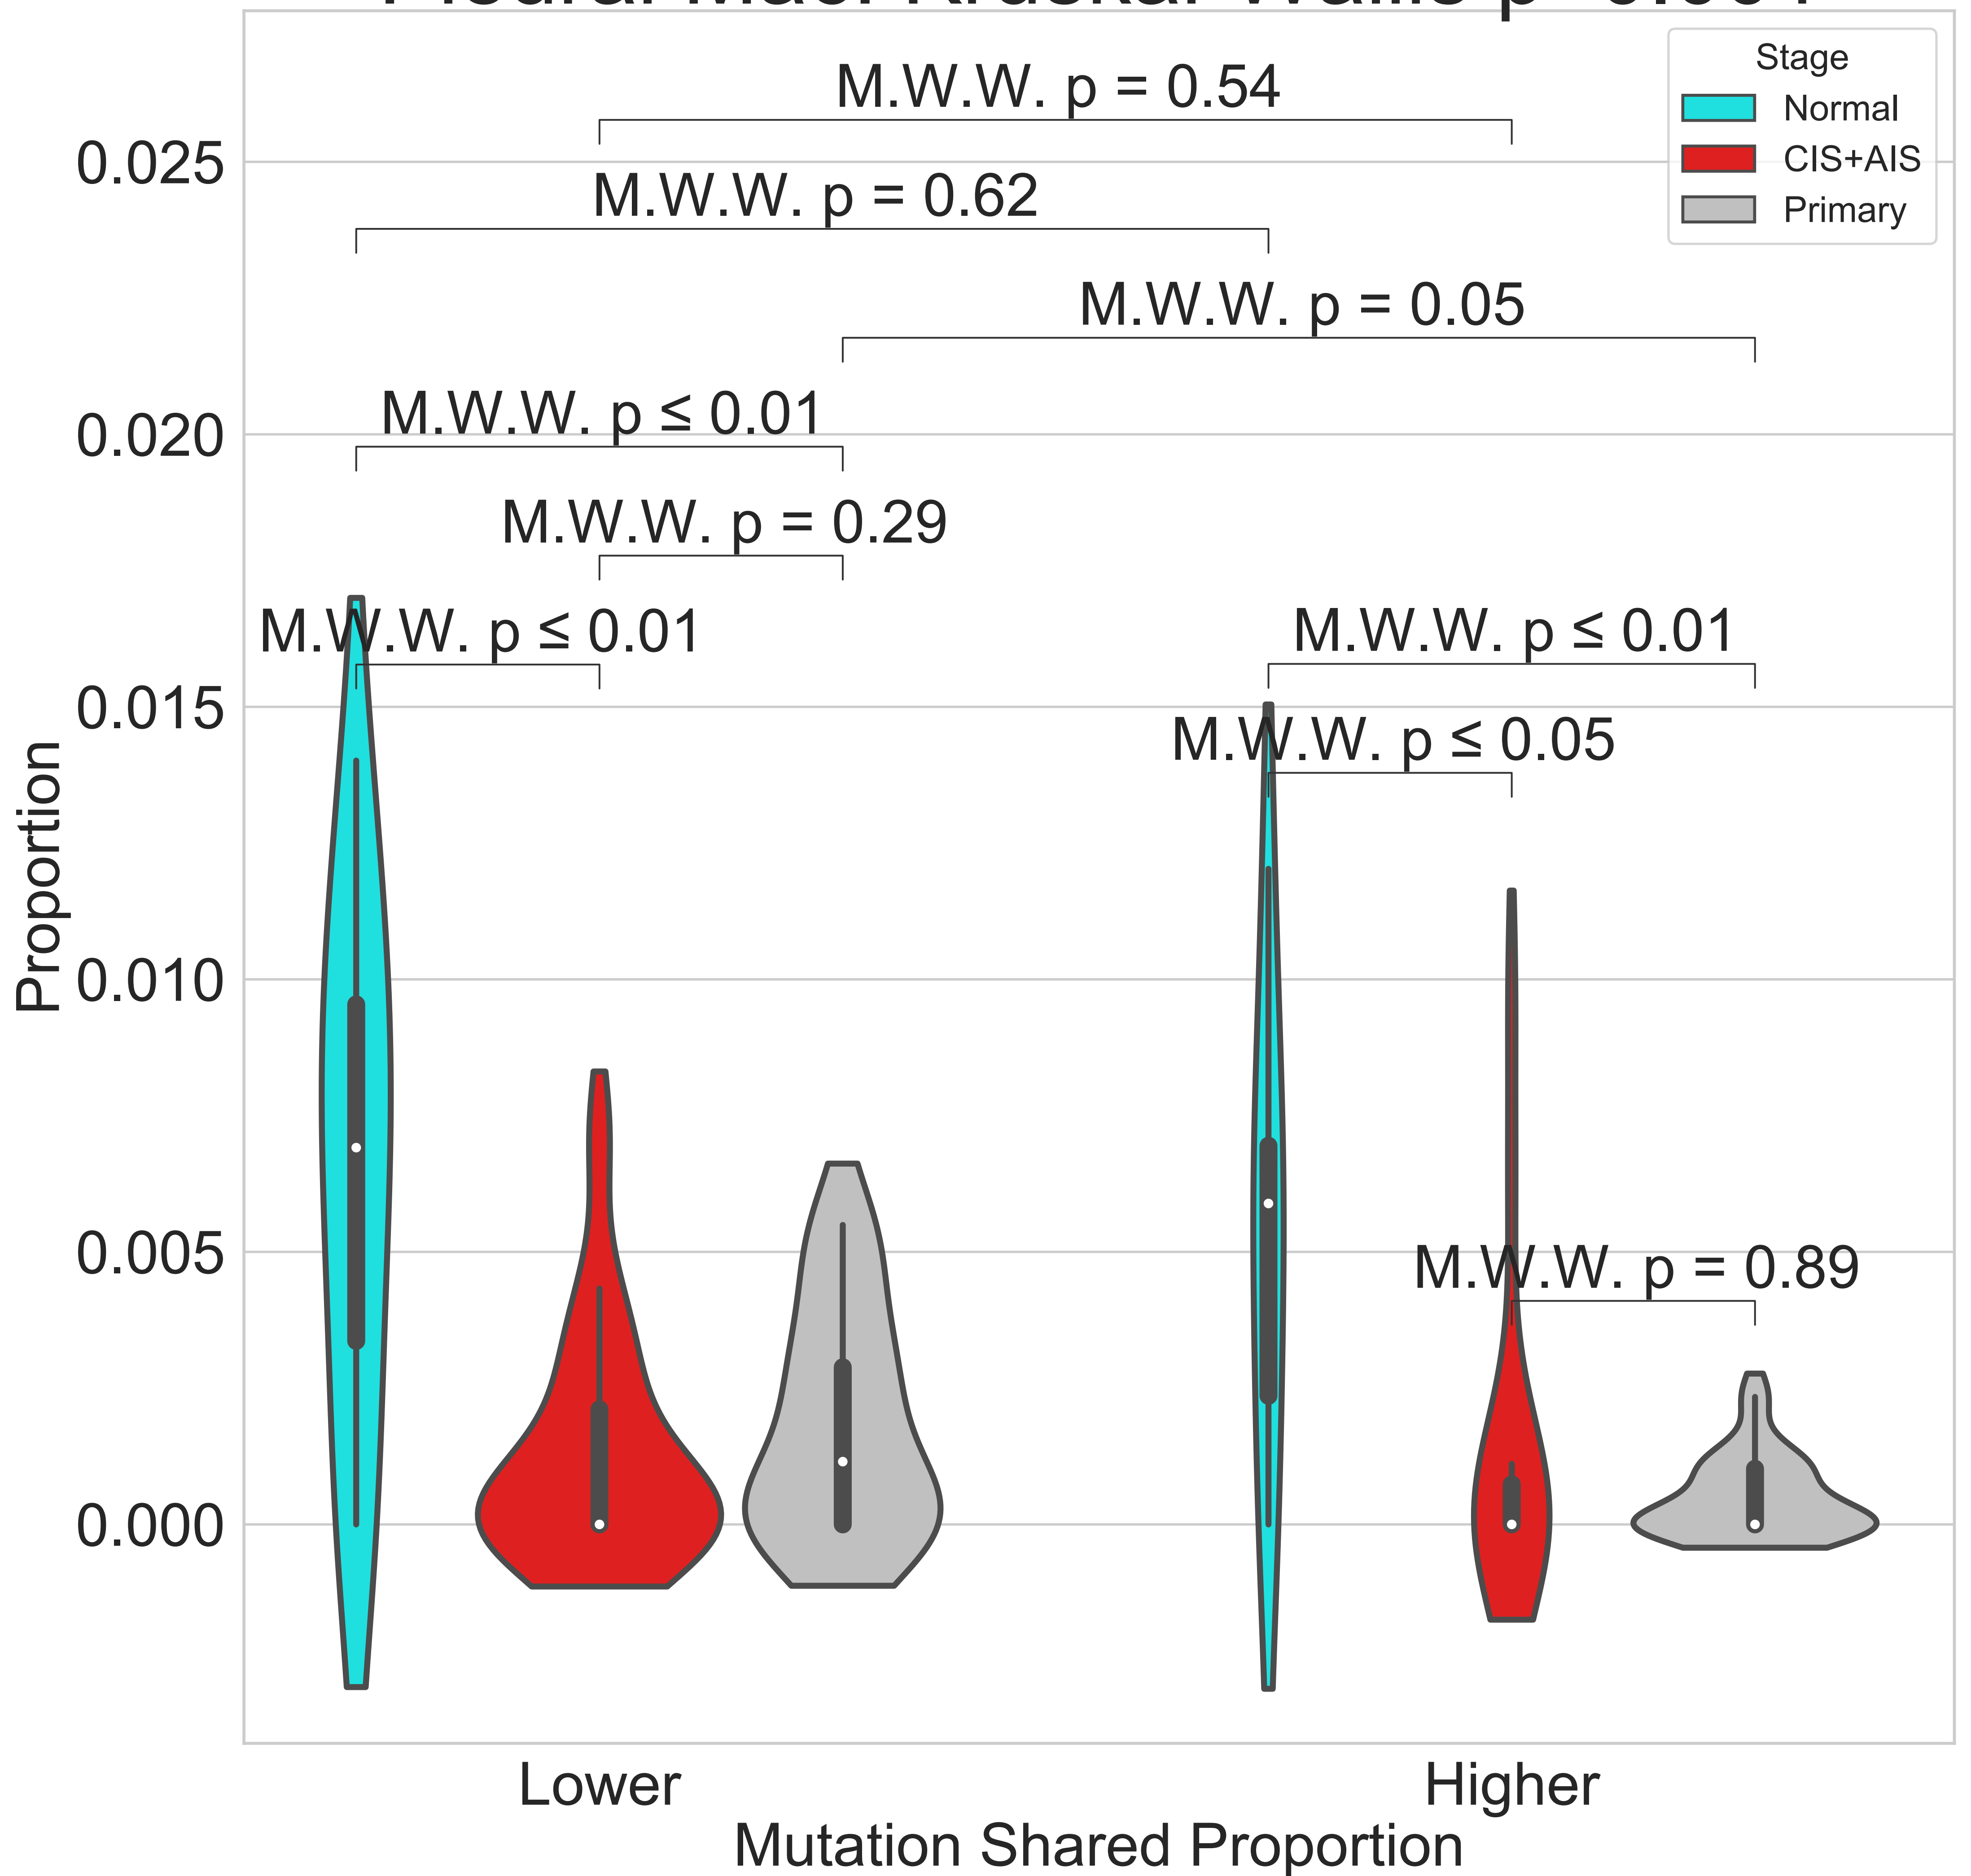 Stage
Normal
CIS+AIS
Primary
M.W.W. p = 0.54
M.W.W. p = 0.62
M.W.W. p = 0.05
M.W.W. p ≤ 0.01
M.W.W. p = 0.29
M.W.W. p ≤ 0.01
M.W.W. p ≤ 0.01
M.W.W. p ≤ 0.05
M.W.W. p = 0.89
0.025
0.020
0.015
0.010
0.005
0.000
Proportion
Lower
Higher
Mutation Shared Proportion